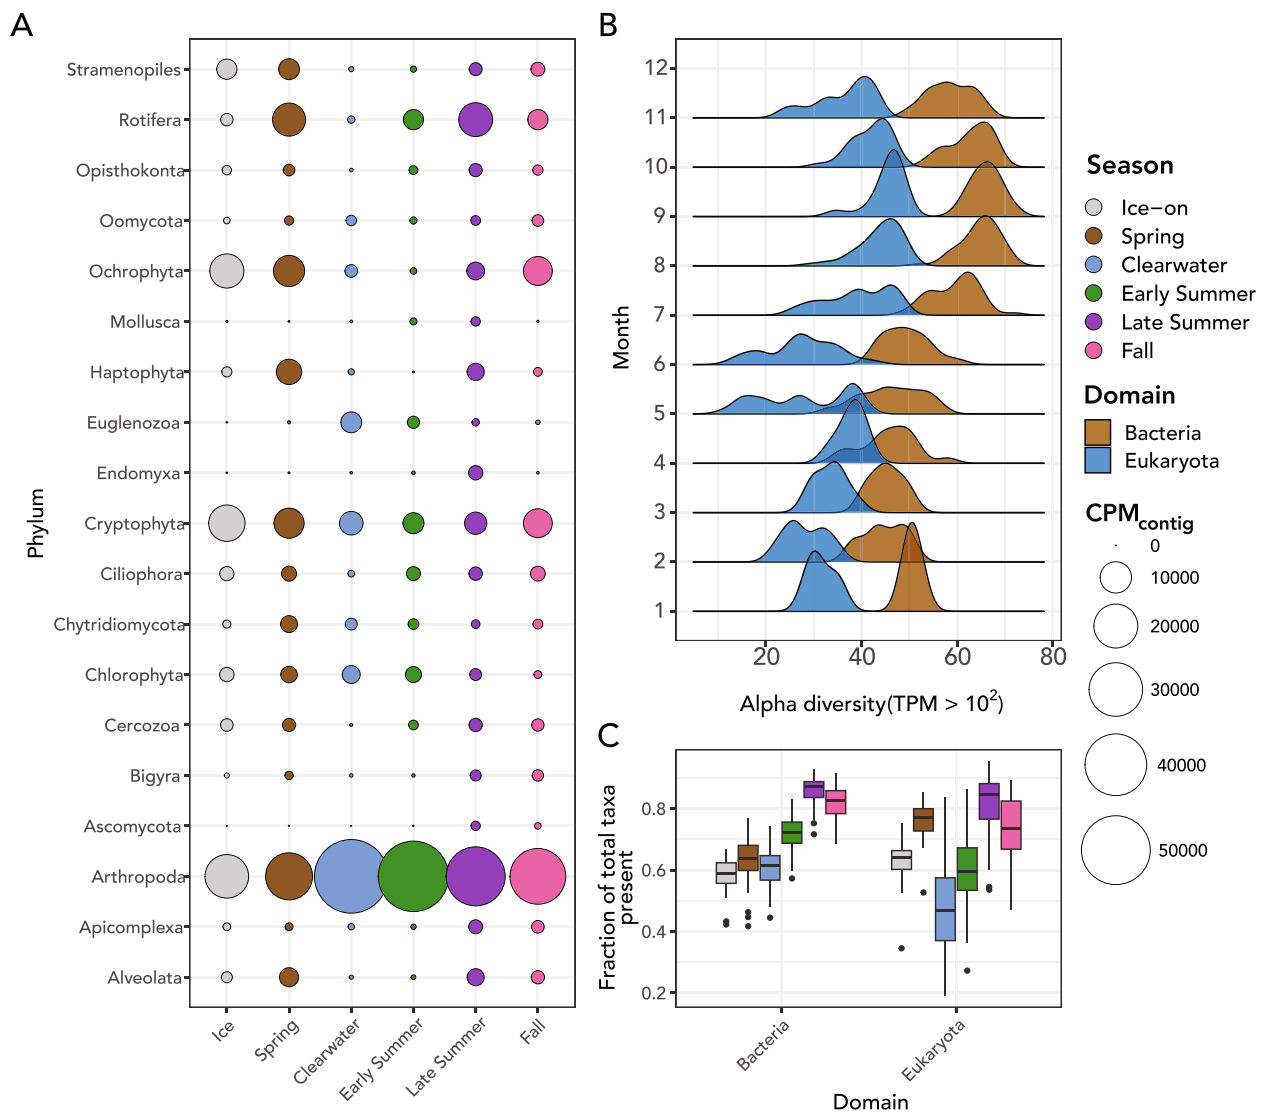 A
Phylum
Stramenopiles
Rotifera
Opisthokonta
Oomycota
Ochrophyta
Mollusca
Haptophyta
Euglenozoa
Endomyxa
Cryptophyta
Ciliophora
Chytridiomycota
Chlorophyta
Cercozoa
Bigyra
Ascomycota
Arthropoda
Apicomplexa
Alveolata
Ice
Spring
Clearwater
Early Summer
Late Summer
Fall
B
Month
12
11
10
9
8
7
6
5
4
3
2
1
20
40
60
80
Alpha diversity(TPM > 10²)
C
Fraction of total taxa
present
0.8
0.6
0.4
0.2
Bacteria
Eukaryota
Domain
Season
Ice−on
Spring
Clearwater
Early Summer
Late Summer
Fall
Domain
Bacteria
Eukaryota
CPMcontig
0
10000
20000
30000
40000
50000